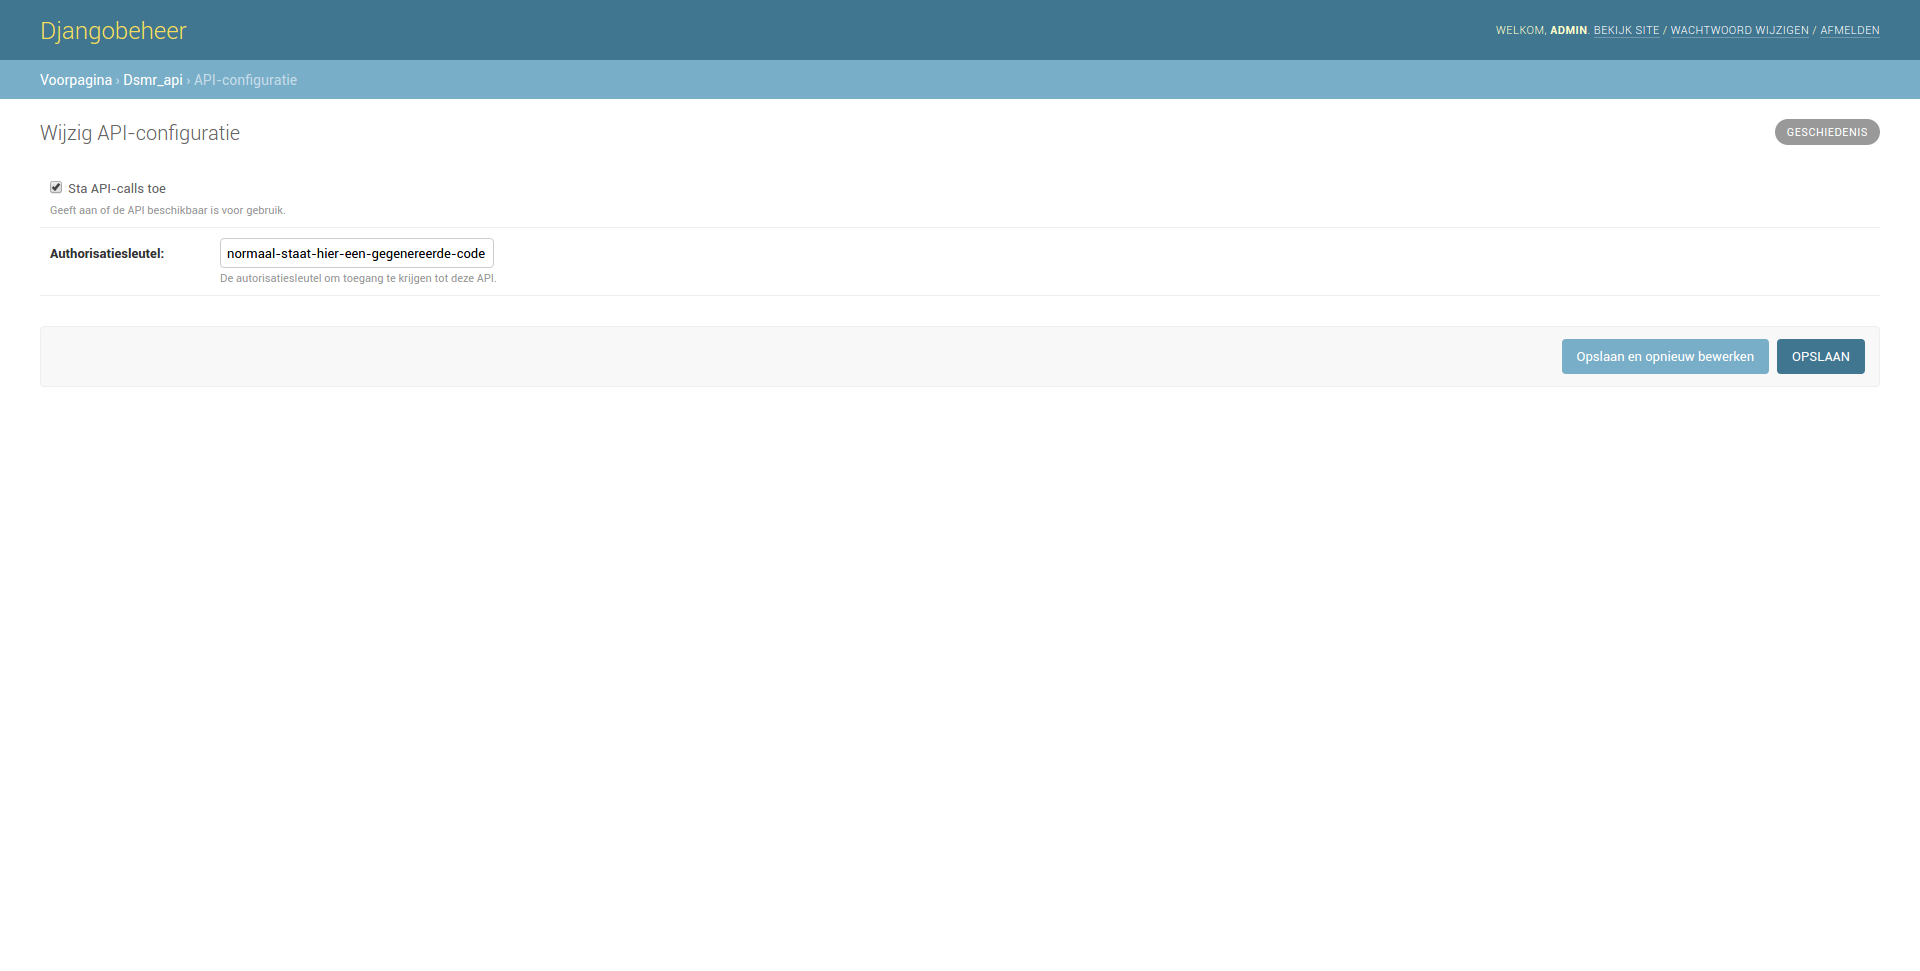 Djangobeheer
WELKOM, ADMIN. BEKIJK SITE / WACHTWOORD WIJZIGEN / AFMELDEN
Voorpagina › Dsmr_api › API-configuratie
Wijzig API-configuratie
GESCHIEDENIS
Sta API-calls toe
Geeft aan of de API beschikbaar is voor gebruik.
Authorisatiesleutel: normaal-staat-hier-een-gegenereerde-code
De autorisatiesleutel om toegang te krijgen tot deze API.
Opslaan en opnieuw bewerken OPSLAAN